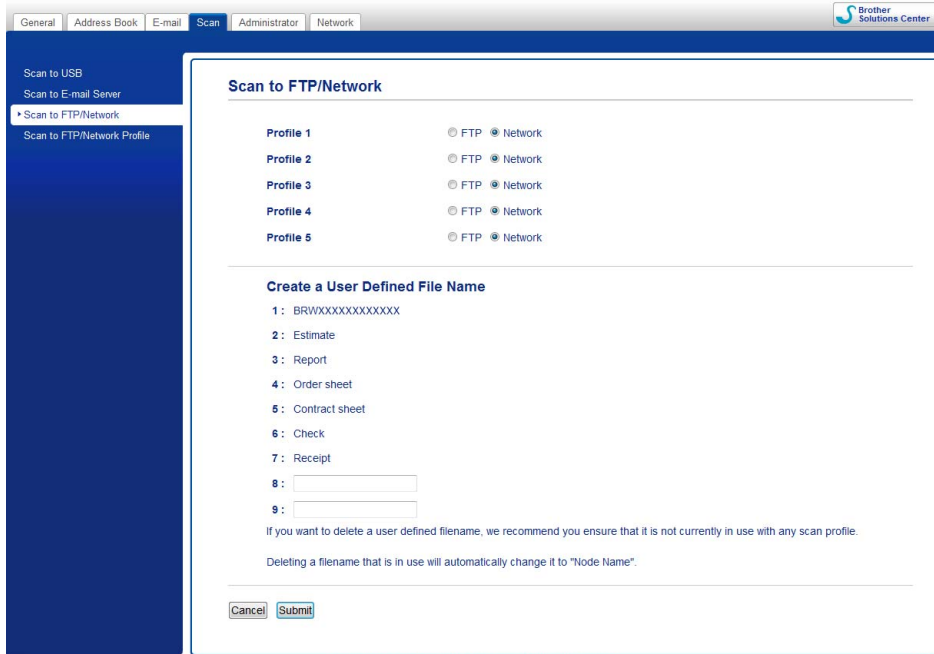 General Address Book E-mail Scan Administrator Network
Brother
Solutions Center
Scan to USB
Scan to E-mail Server
Scan to FTP/Network
Scan to FTP/Network Profile
Scan to FTP/Network
Profile 1 FTP Network
Profile 2 FTP Network
Profile 3 FTP Network
Profile 4 FTP Network
Profile 5 FTP Network
Create a User Defined File Name
1 : BRWXXXXXXXXXXXX
2 : Estimate
3 : Report
4 : Order sheet
5 : Contract sheet
6 : Check
7 : Receipt
8 :
9 :
If you want to delete a user defined filename, we recommend you ensure that it is not currently in use with any scan profile.
Deleting a filename that is in use will automatically change it to "Node Name".
Cancel Submit